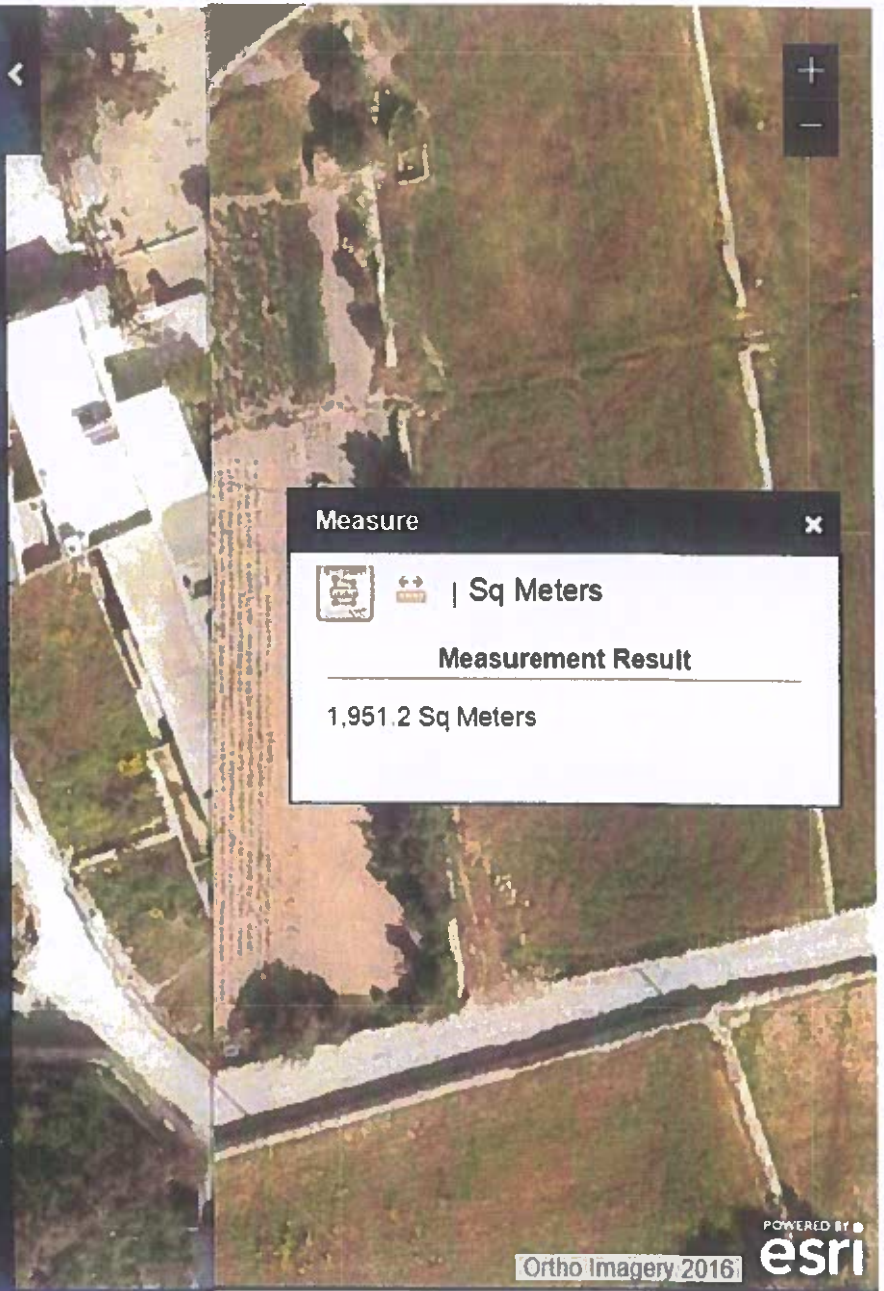 Measure
| Sq Meters
Measurement Result
1,951.2 Sq Meters
POWERED BY
esri
Ortho Imagery 2016